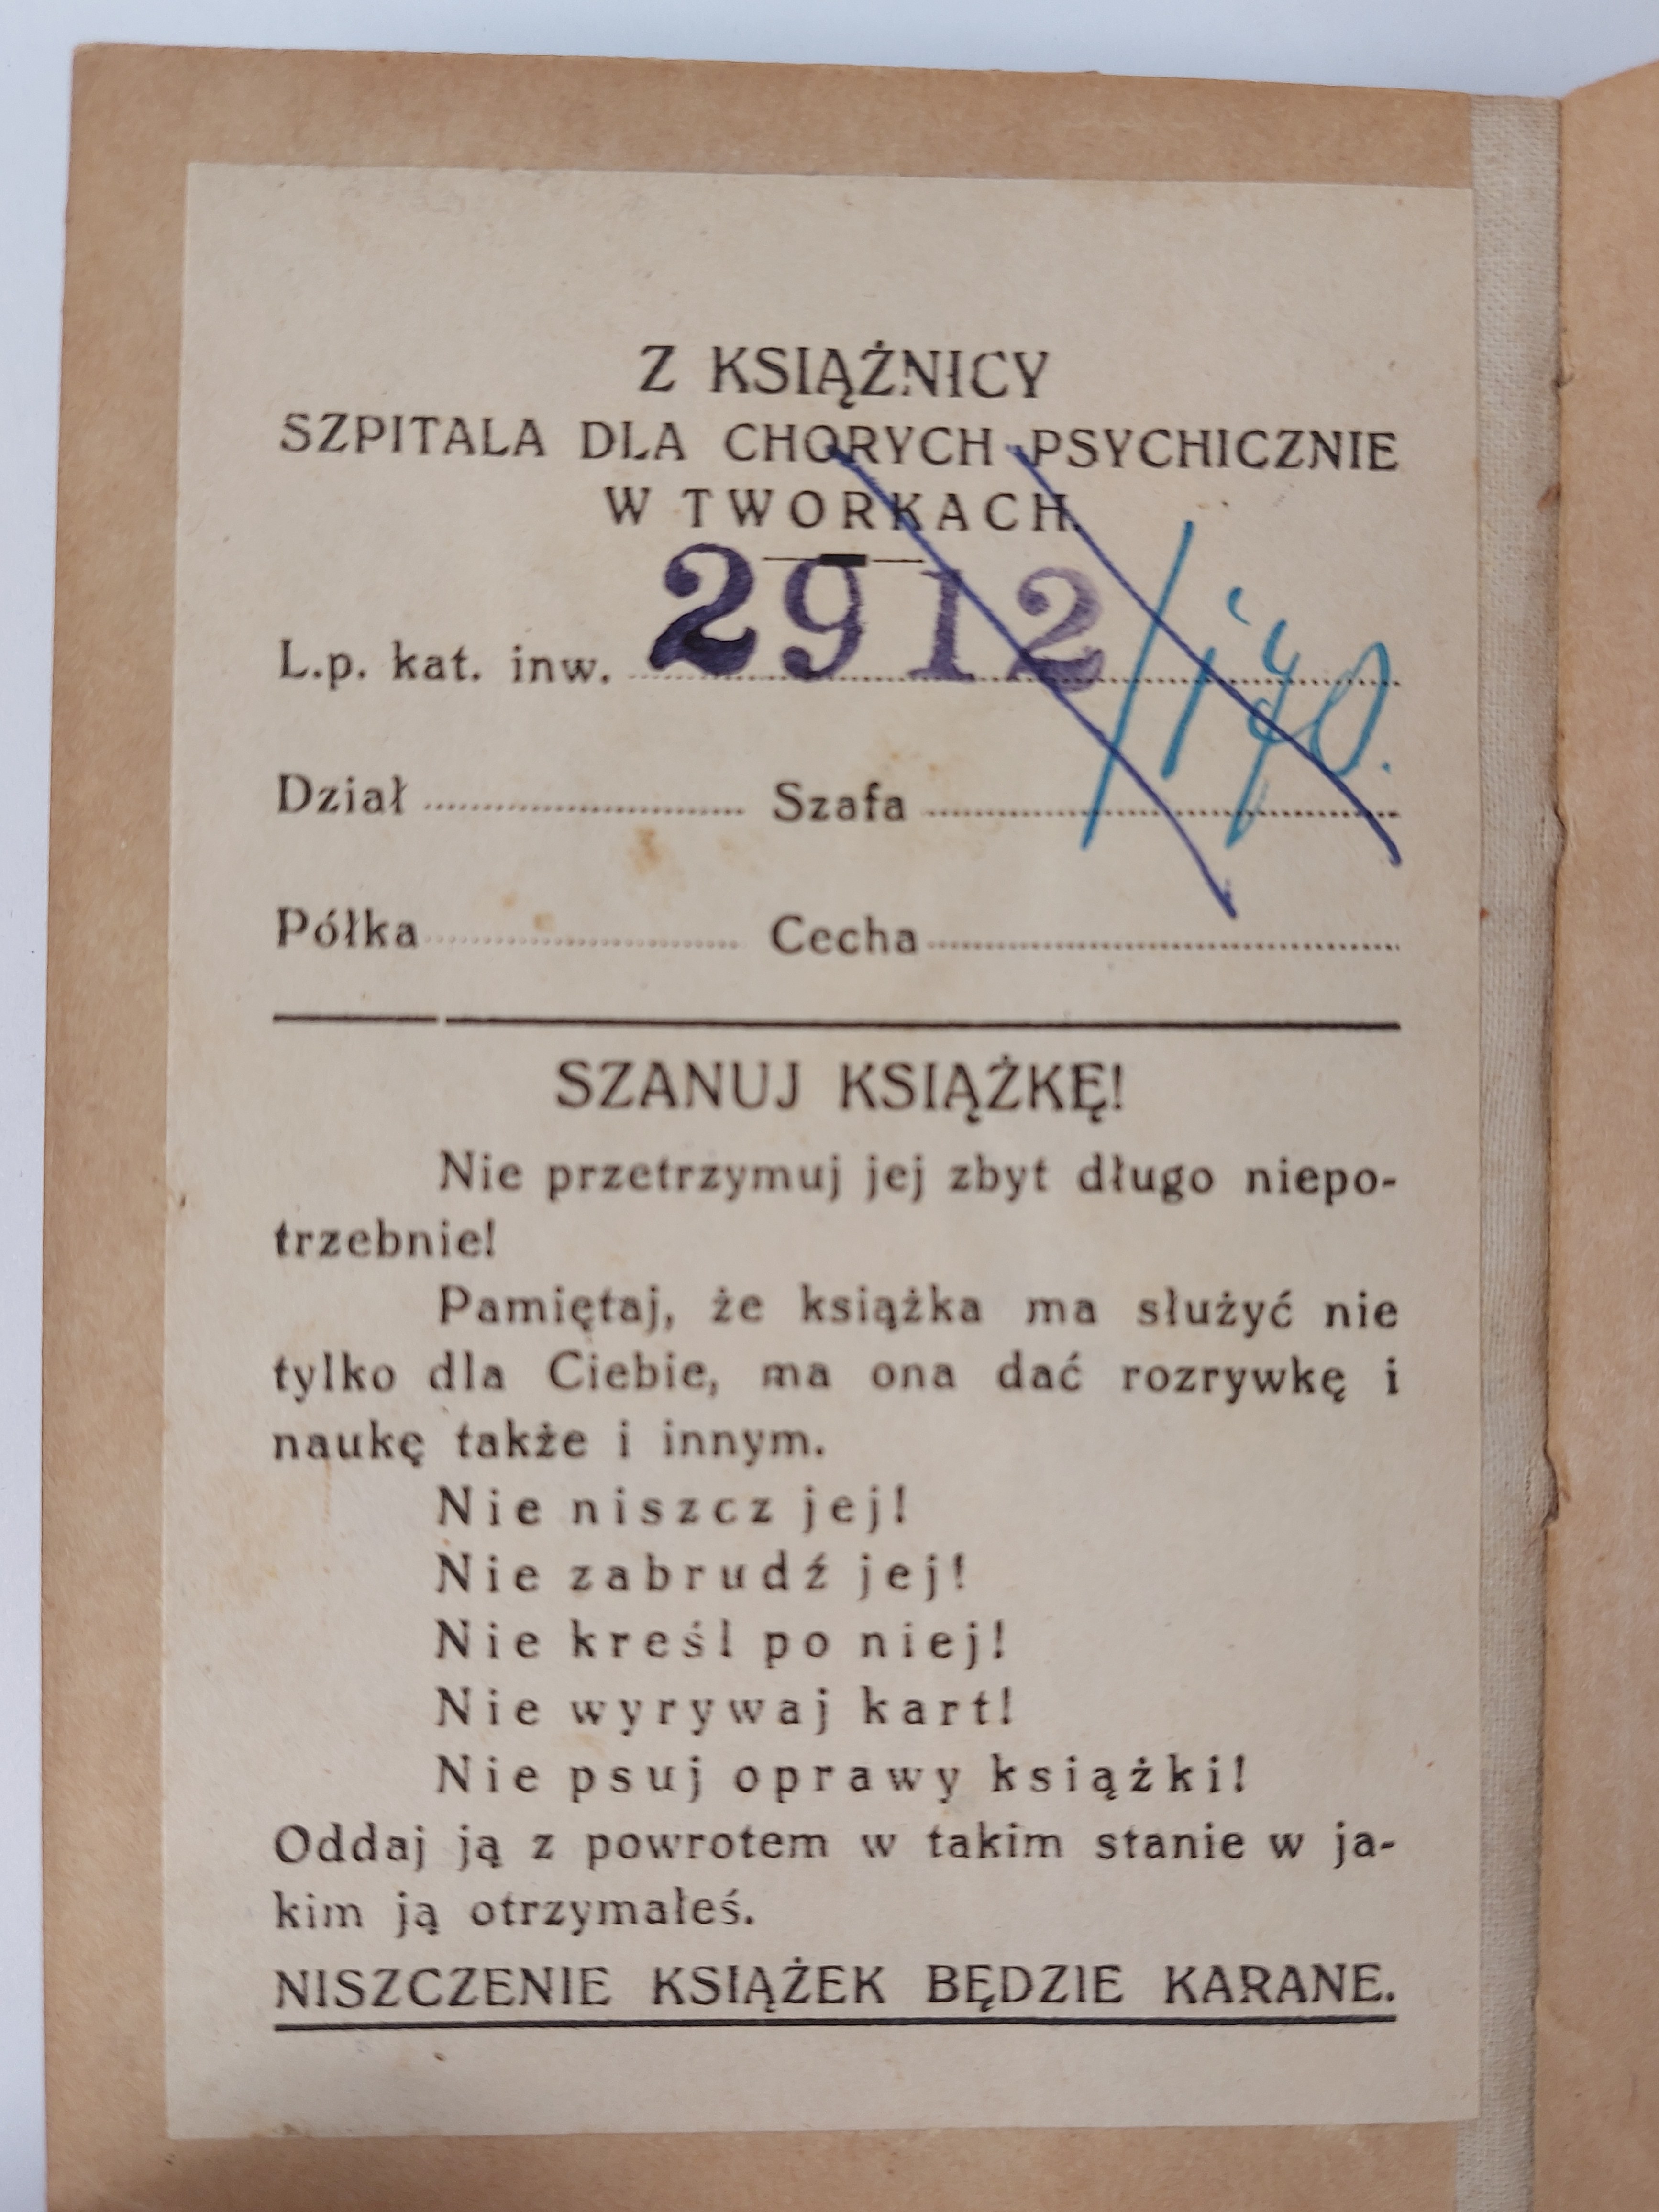 Z KSIĄŻNICY
SZPITALA DLA CHORYCH PSYCHICZNIE
W TWORKACH.
2912
L.p. kat. inw.
Dział Szafa
Półka Cecha
SZANUJ KSIĄŻKĘ!
Nie przetrzymuj jej zbyt długo niepo-
trzebnie!
Pamiętaj, że książka ma służyć nie
tylko dla Ciebie, ma ona dać rozrywkę i
naukę także i innym.
Nie niszcz jej!
Nie zabrudź jej!
Nie kreśl po niej!
Nie wyrywaj kart!
Nie psuj oprawy książki!
Oddaj ją z powrotem w takim stanie w ja-
kim ją otrzymałeś.
NISZCZENIE KSIĄŻEK BĘDZIE KARANE.